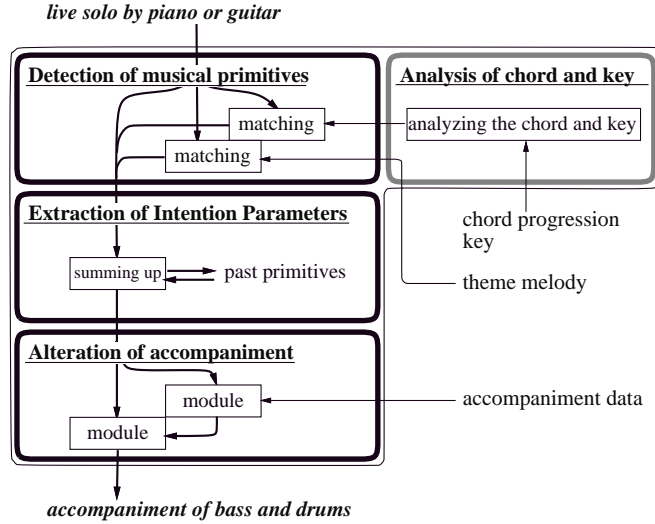 live solo by piano or guitar
Detection of musical primitives
Analysis of chord and key
matching
analyzing the chord and key
matching
Extraction of Intention Parameters
chord progression
key
summing up
past primitives
theme melody
Alteration of accompaniment
module
accompaniment data
module
accompaniment of bass and drums